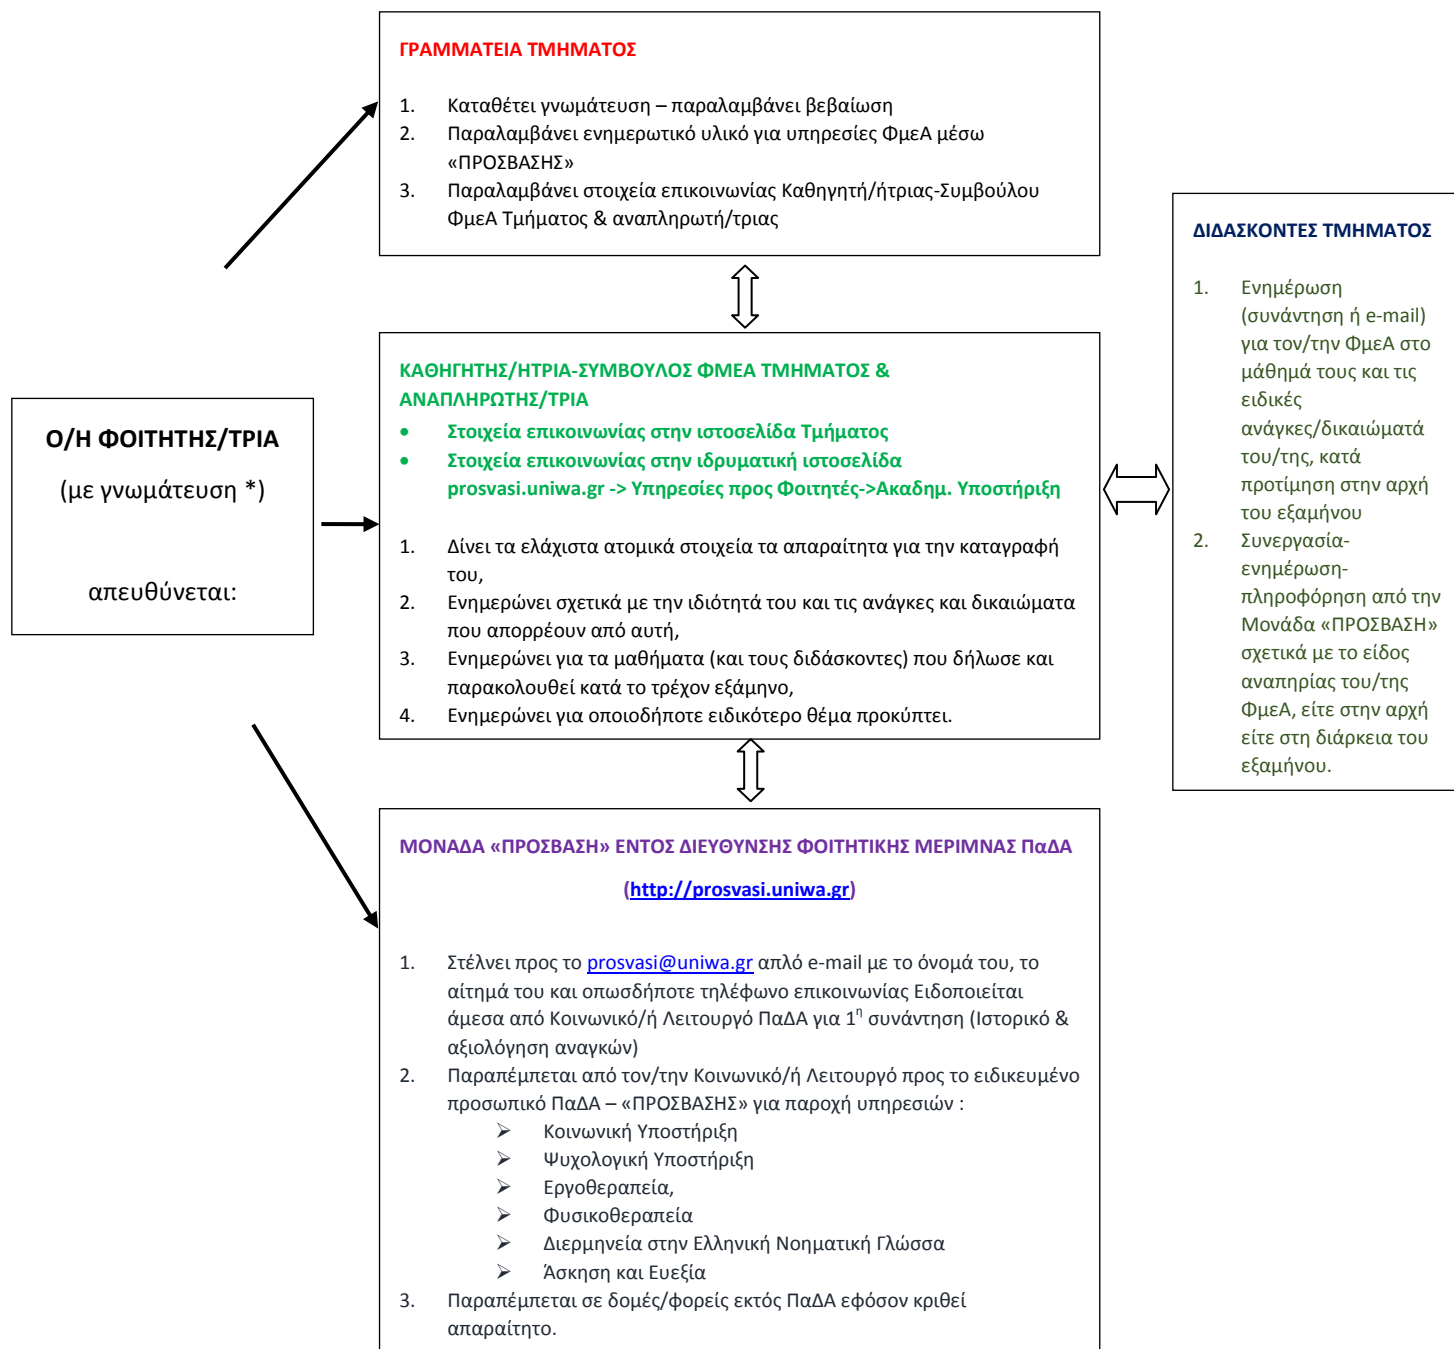 ΓΡΑΜΜΑΤΕΙΑ ΤΜΗΜΑΤΟΣ
1. Καταθέτει γνωμάτευση – παραλαμβάνει βεβαίωση
2. Παραλαμβάνει ενημερωτικό υλικό για υπηρεσίες ΦμεΑ μέσω
«ΠΡΟΣΒΑΣΗΣ»
3. Παραλαμβάνει στοιχεία επικοινωνίας Καθηγητή/ήτριας-Συμβούλου
ΦμεΑ Τμήματος & αναπληρωτή/τριας
Ο/Η ΦΟΙΤΗΤΗΣ/ΤΡΙΑ
(με γνωμάτευση *)
απευθύνεται:
ΚΑΘΗΓΗΤΗΣ/ΗΤΡΙΑ-ΣΥΜΒΟΥΛΟΣ ΦΜΕΑ ΤΜΗΜΑΤΟΣ &
ΑΝΑΠΛΗΡΩΤΗΣ/ΤΡΙΑ
• Στοιχεία επικοινωνίας στην ιστοσελίδα Τμήματος
• Στοιχεία επικοινωνίας στην ιδρυματική ιστοσελίδα
prosvasi.uniwa.gr -> Υπηρεσίες προς Φοιτητές->Ακαδημ. Υποστήριξη
1. Δίνει τα ελάχιστα ατομικά στοιχεία τα απαραίτητα για την καταγραφή
του,
2. Ενημερώνει σχετικά με την ιδιότητά του και τις ανάγκες και δικαιώματα
που απορρέουν από αυτή,
3. Ενημερώνει για τα μαθήματα (και τους διδάσκοντες) που δήλωσε και
παρακολουθεί κατά το τρέχον εξάμηνο,
4. Ενημερώνει για οποιοδήποτε ειδικότερο θέμα προκύπτει.
ΔΙΔΑΣΚΟΝΤΕΣ ΤΜΗΜΑΤΟΣ
1. Ενημέρωση
(συνάντηση ή e-mail)
για τον/την ΦμεΑ στο
μάθημά τους και τις
ειδικές
ανάγκες/δικαιώματά
του/της, κατά
προτίμηση στην αρχή
του εξαμήνου
2. Συνεργασία-
ενημέρωση-
πληροφόρηση από την
Μονάδα «ΠΡΟΣΒΑΣΗ»
σχετικά με το είδος
αναπηρίας του/της
ΦμεΑ, είτε στην αρχή
είτε στη διάρκεια του
εξαμήνου.
ΜΟΝΑΔΑ «ΠΡΟΣΒΑΣΗ» ΕΝΤΟΣ ΔΙΕΥΘΥΝΣΗΣ ΦΟΙΤΗΤΙΚΗΣ ΜΕΡΙΜΝΑΣ ΠαΔΑ
(http://prosvasi.uniwa.gr)
1. Στέλνει προς το prosvasi@uniwa.gr απλό e-mail με το όνομά του, το
αίτημά του και οπωσδήποτε τηλέφωνο επικοινωνίας Ειδοποιείται
άμεσα από Κοινωνικό/ή Λειτουργό ΠαΔΑ για 1η συνάντηση (Ιστορικό &
αξιολόγηση αναγκών)
2. Παραπέμπεται από τον/την Κοινωνικό/ή Λειτουργό προς το ειδικευμένο
προσωπικό ΠαΔΑ – «ΠΡΟΣΒΑΣΗΣ» για παροχή υπηρεσιών :
➢ Κοινωνική Υποστήριξη
➢ Ψυχολογική Υποστήριξη
➢ Εργοθεραπεία,
➢ Φυσικοθεραπεία
➢ Διερμηνεία στην Ελληνική Νοηματική Γλώσσα
➢ Άσκηση και Ευεξία
3. Παραπέμπεται σε δομές/φορείς εκτός ΠαΔΑ εφόσον κριθεί
απαραίτητο.